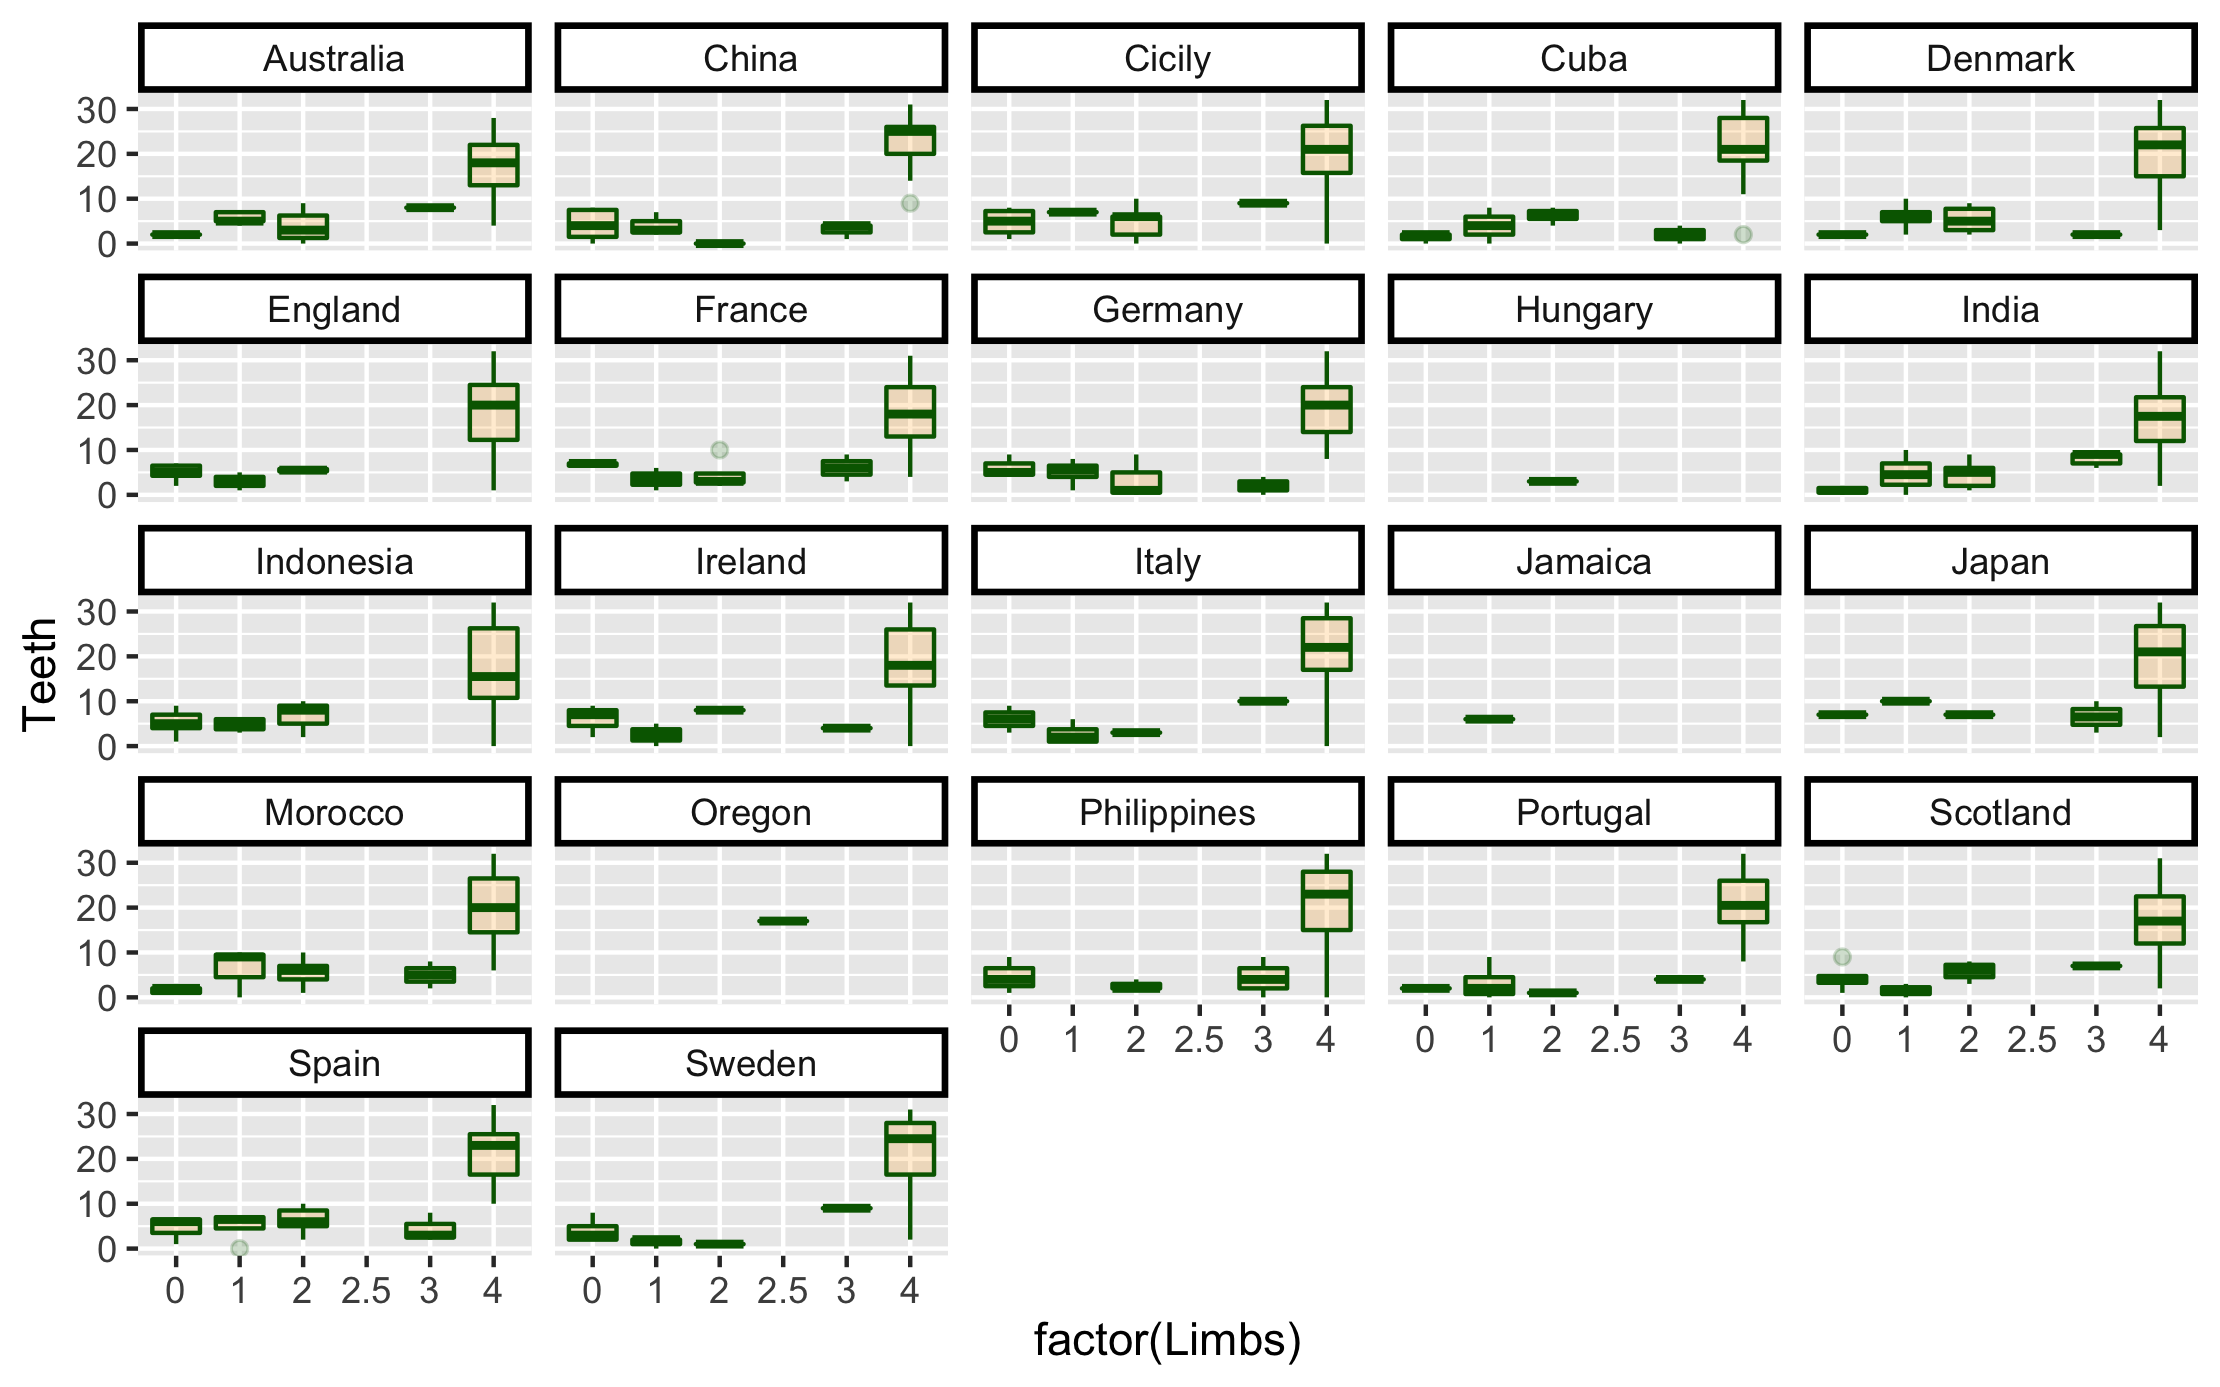 Australia China Cicily Cuba Denmark
30
20
10
0
England France Germany Hungary India
30
20
10
0
Indonesia Ireland Italy Jamaica Japan
30
20
10
0
Teeth
Morocco Oregon Philippines Portugal Scotland
30
20
10
0
0 1 2 2.5 3 4 0 1 2 2.5 3 4 0 1 2 2.5 3 4
Spain Sweden
30
20
10
0
0 1 2 2.5 3 4 0 1 2 2.5 3 4
factor(Limbs)